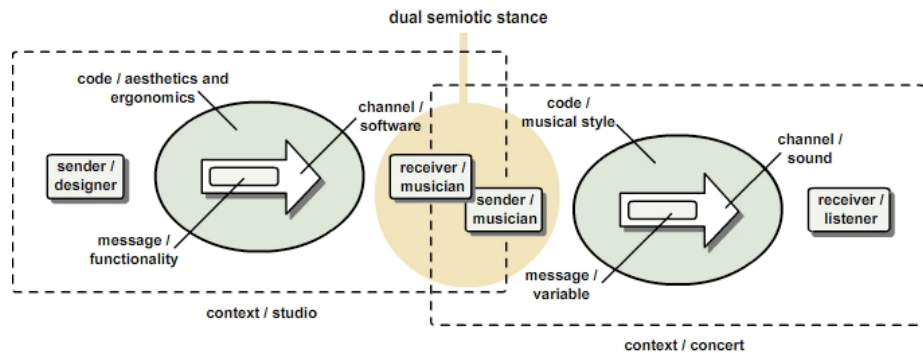 dual semiotic stance
code / aesthetics and
ergonomics
channel /
software
sender /
designer
message /
functionality
receiver /
musician
context / studio
sender /
musician
code /
musical style
channel /
sound
receiver /
listener
message /
variable
context / concert